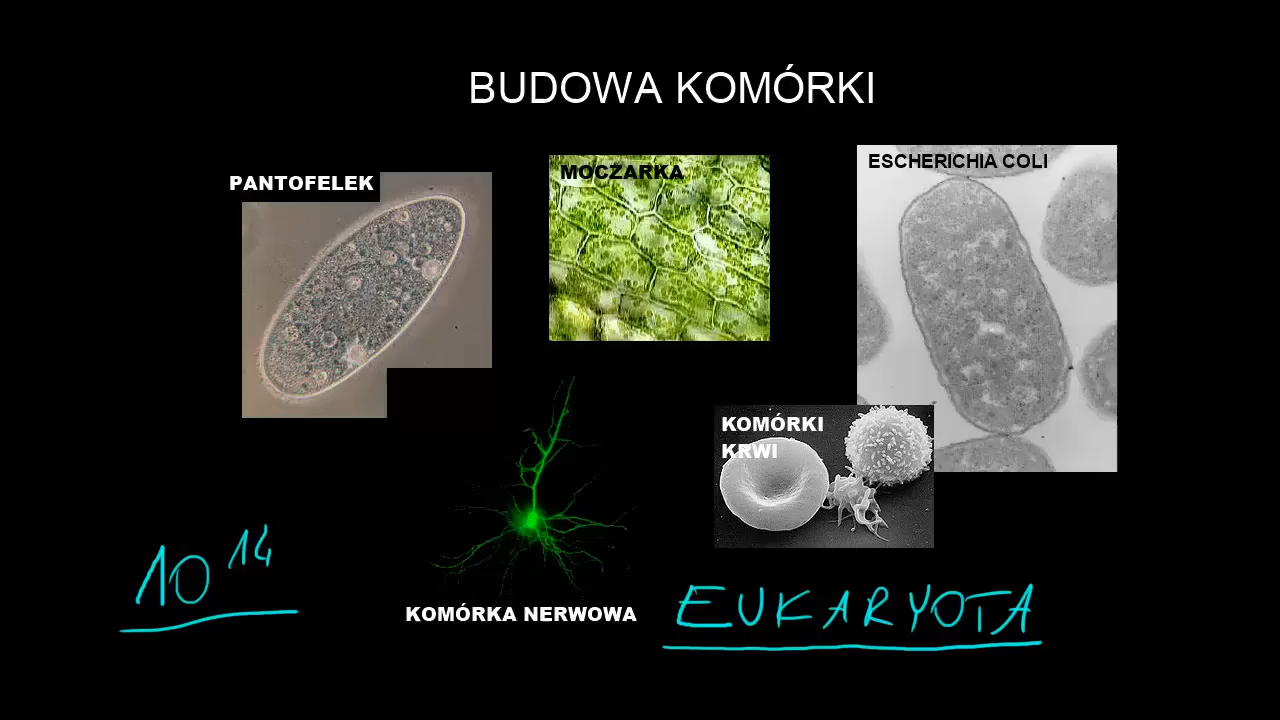 BUDOWA KOMÓRKI
PANTOFELEK
MOCZARKA
ESCHERICHIA COLI
KOMÓRKI
KRWI
10¹⁴
KOMÓRKA NERWOWA
EUKARYOTA